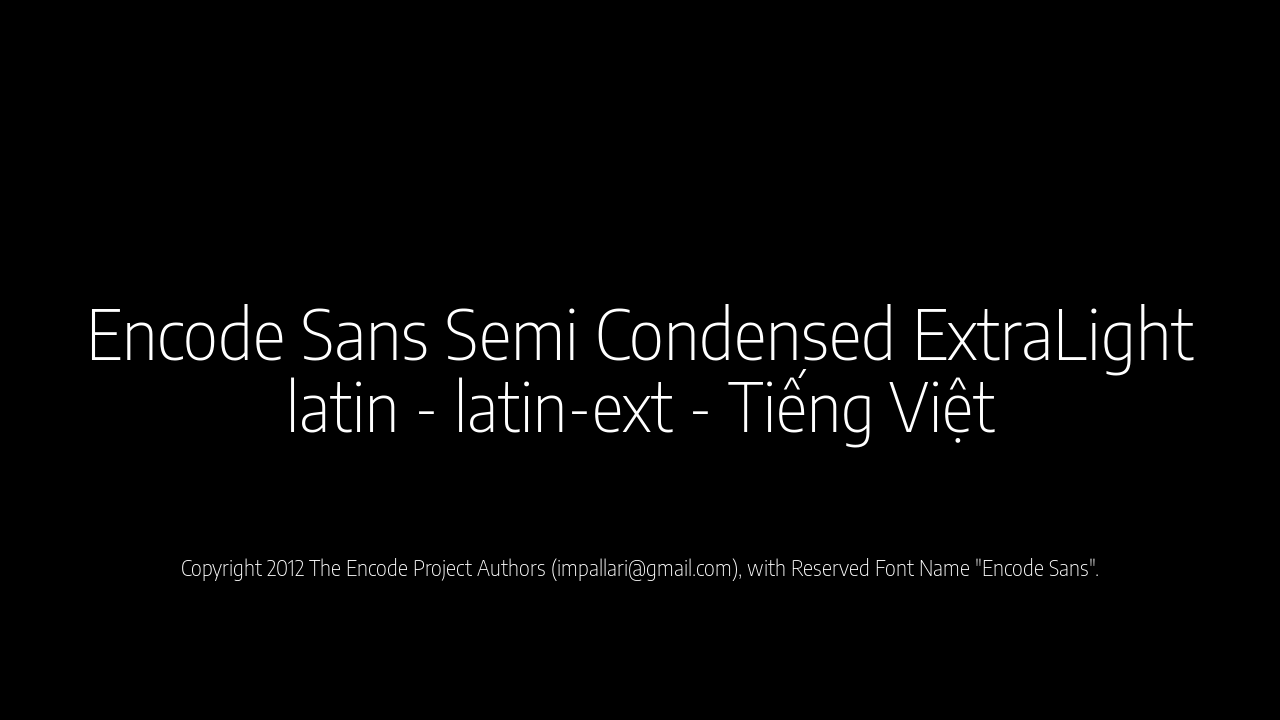 Encode Sans Semi Condensed ExtraLight
latin - latin-ext - Tiếng Việt
Copyright 2012 The Encode Project Authors (impallari@gmail.com), with Reserved Font Name "Encode Sans".